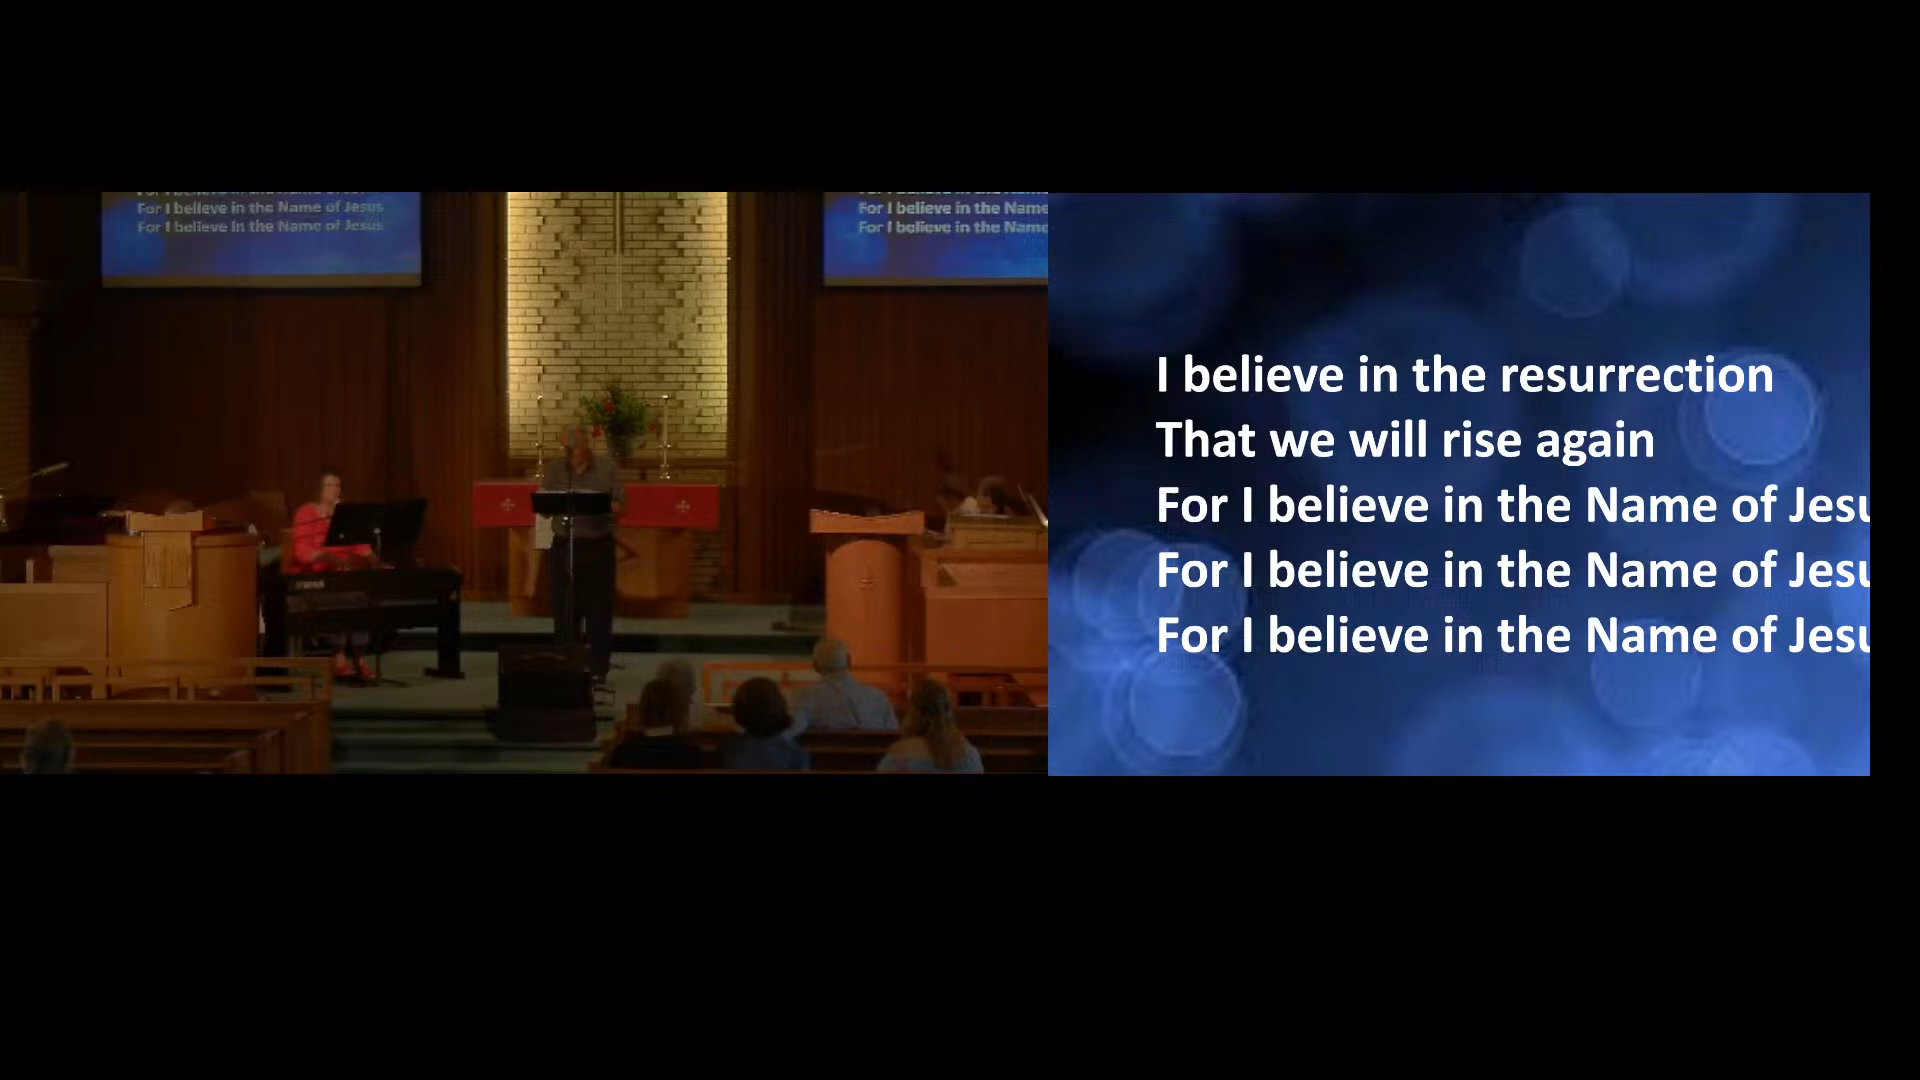 For I believe in the Name of Jesus
For I believe in the Name of Jesus
For I believe in the Name
For I believe in the Name
YAMAHA
I believe in the resurrection
That we will rise again
For I believe in the Name of Jesu
For I believe in the Name of Jesu
For I believe in the Name of Jesu